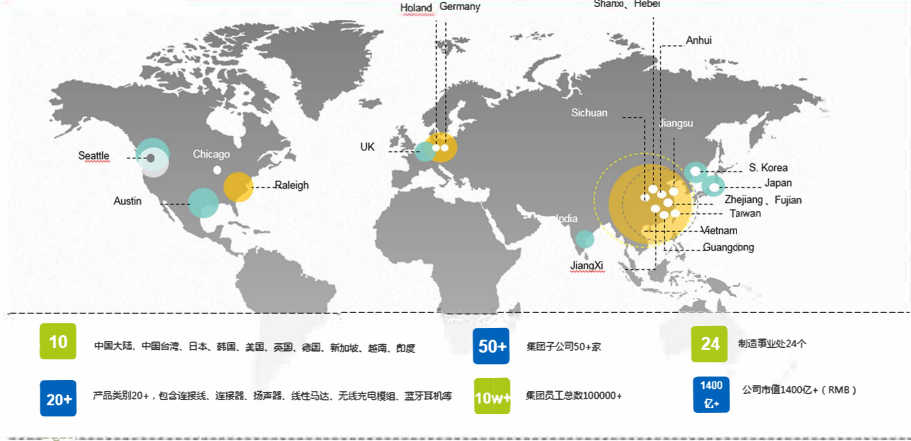 Holand Germany
Shanxi、Hebei
Anhui
Sichuan
Jiangsu
UK
Seattle
Chicago
S. Korea
Raleigh
Japan
Austin
Zhejiang、Fujian
Taiwan
India
Vietnam
Guangdong
JiangXi
10
中国大陆、中国台湾、日本、韩国、美国、英国、德国、新加坡、越南、印度
50+
集团子公司50+家
24
制造事业处24个
20+
产品类别20+，包含连接线、连接器、扬声器、线性马达、无线充电模组、蓝牙耳机等
10w+
集团员工总数100000+
1400
亿+
公司市值1400亿+（RMB）